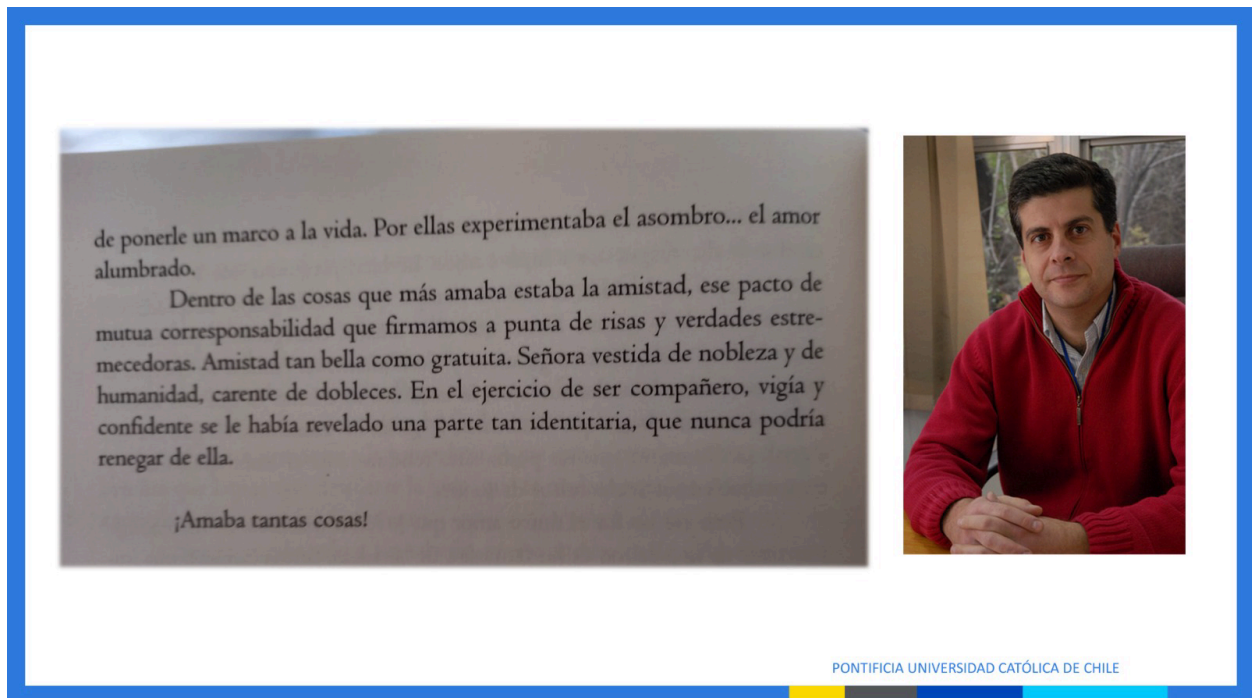 de ponerle un marco a la vida. Por ellas experimentaba el asombro... el amor
alumbrado.
Dentro de las cosas que más amaba estaba la amistad, ese pacto de
mutua corresponsabilidad que firmamos a punta de risas y verdades estre-
mecedoras. Amistad tan bella como gratuita. Señora vestida de nobleza y de
humanidad, carente de dobleces. En el ejercicio de ser compañero, vigía y
confidente se le había revelado una parte tan identitaria, que nunca podría
renegar de ella.
¡Amaba tantas cosas!
PONTIFICIA UNIVERSIDAD CATÓLICA DE CHILE